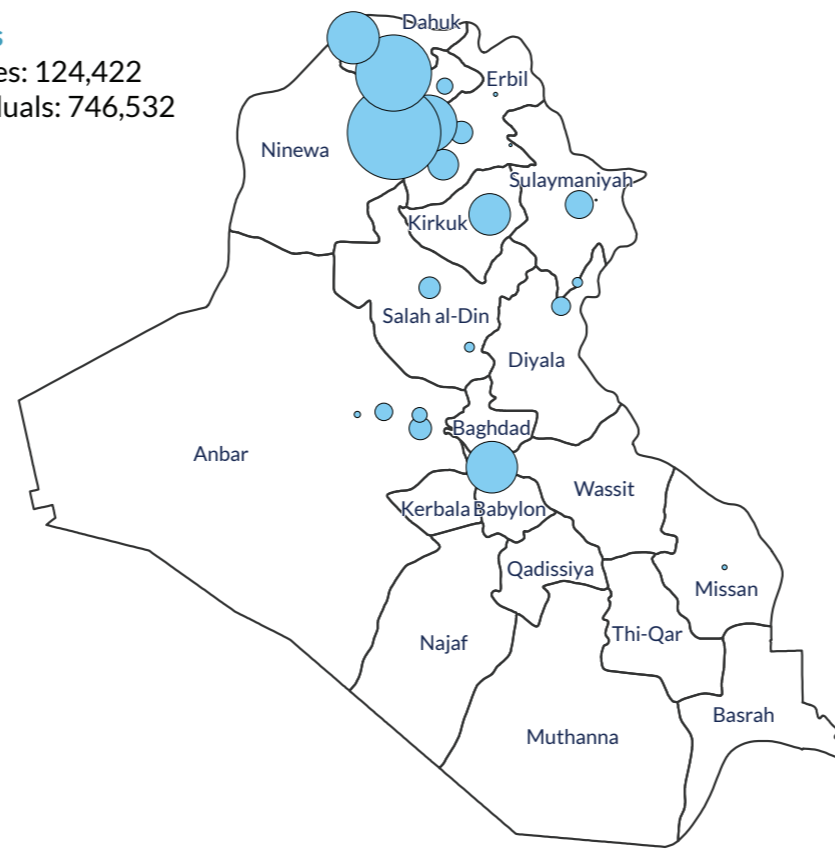 s
es: 124,422
duals: 746,532
Dahuk
Erbil
Ninewa
Sulaymaniyah
Kirkuk
Salah al-Din
Diyala
Baghdad
Anbar
Wassit
Kerbala Babylon
Qadissiya
Missan
Thi-Qar
Najaf
Basrah
Muthanna